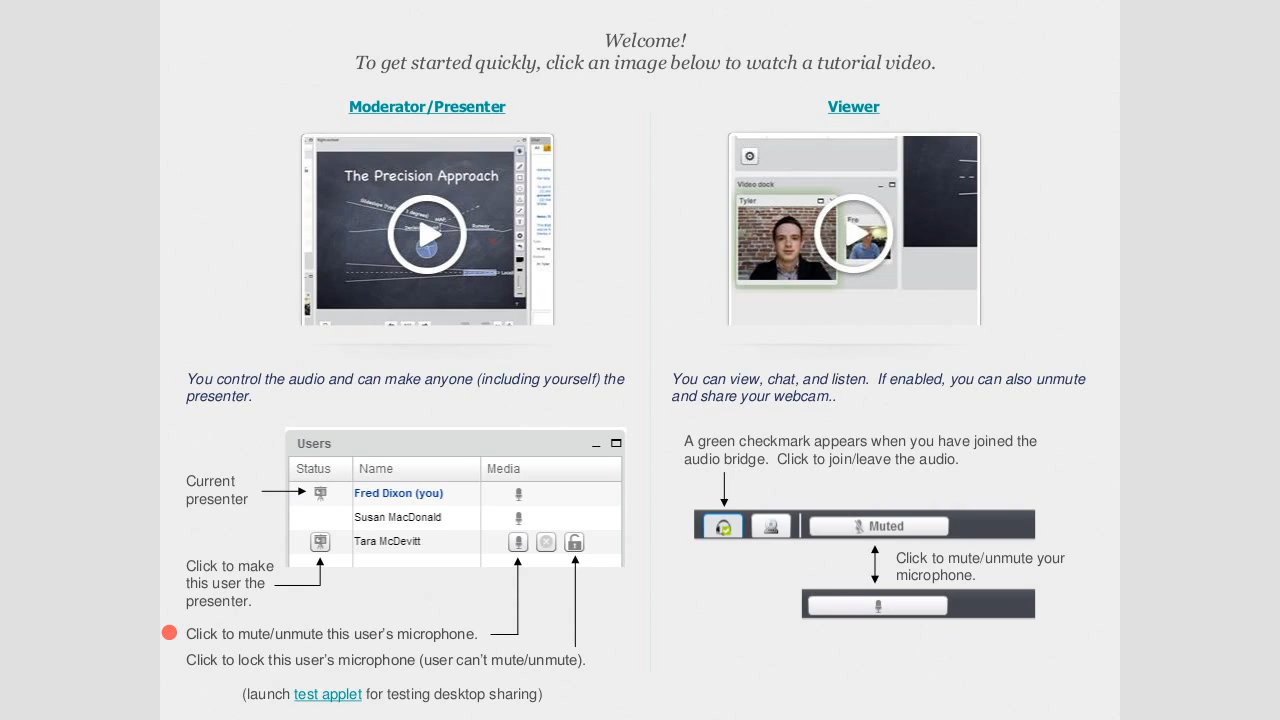 Welcome!
To get started quickly, click an image below to watch a tutorial video.
Moderator/Presenter
The Precision Approach
Runway
You control the audio and can make anyone (including yourself) the
presenter.
Users
Status Name Media
Current
presenter
Fred Dixon (you)
Susan MacDonald
Tara McDevitt
Click to make
this user the
presenter.
Click to mute/unmute this user's microphone.
Click to lock this user's microphone (user can't mute/unmute).
(launch test applet for testing desktop sharing)
Viewer
Video dock
Tyler
Fre
You can view, chat, and listen.  If enabled, you can also unmute
and share your webcam..
A green checkmark appears when you have joined the
audio bridge.  Click to join/leave the audio.
Muted
Click to mute/unmute your
microphone.